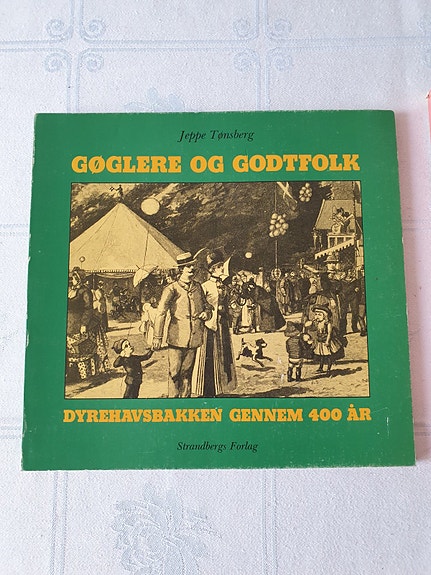 Jeppe Tønsberg
GØGLERE OG GODTFOLK
DYREHAVSBAKKEN GENNEM 400 ÅR
Strandbergs Forlag